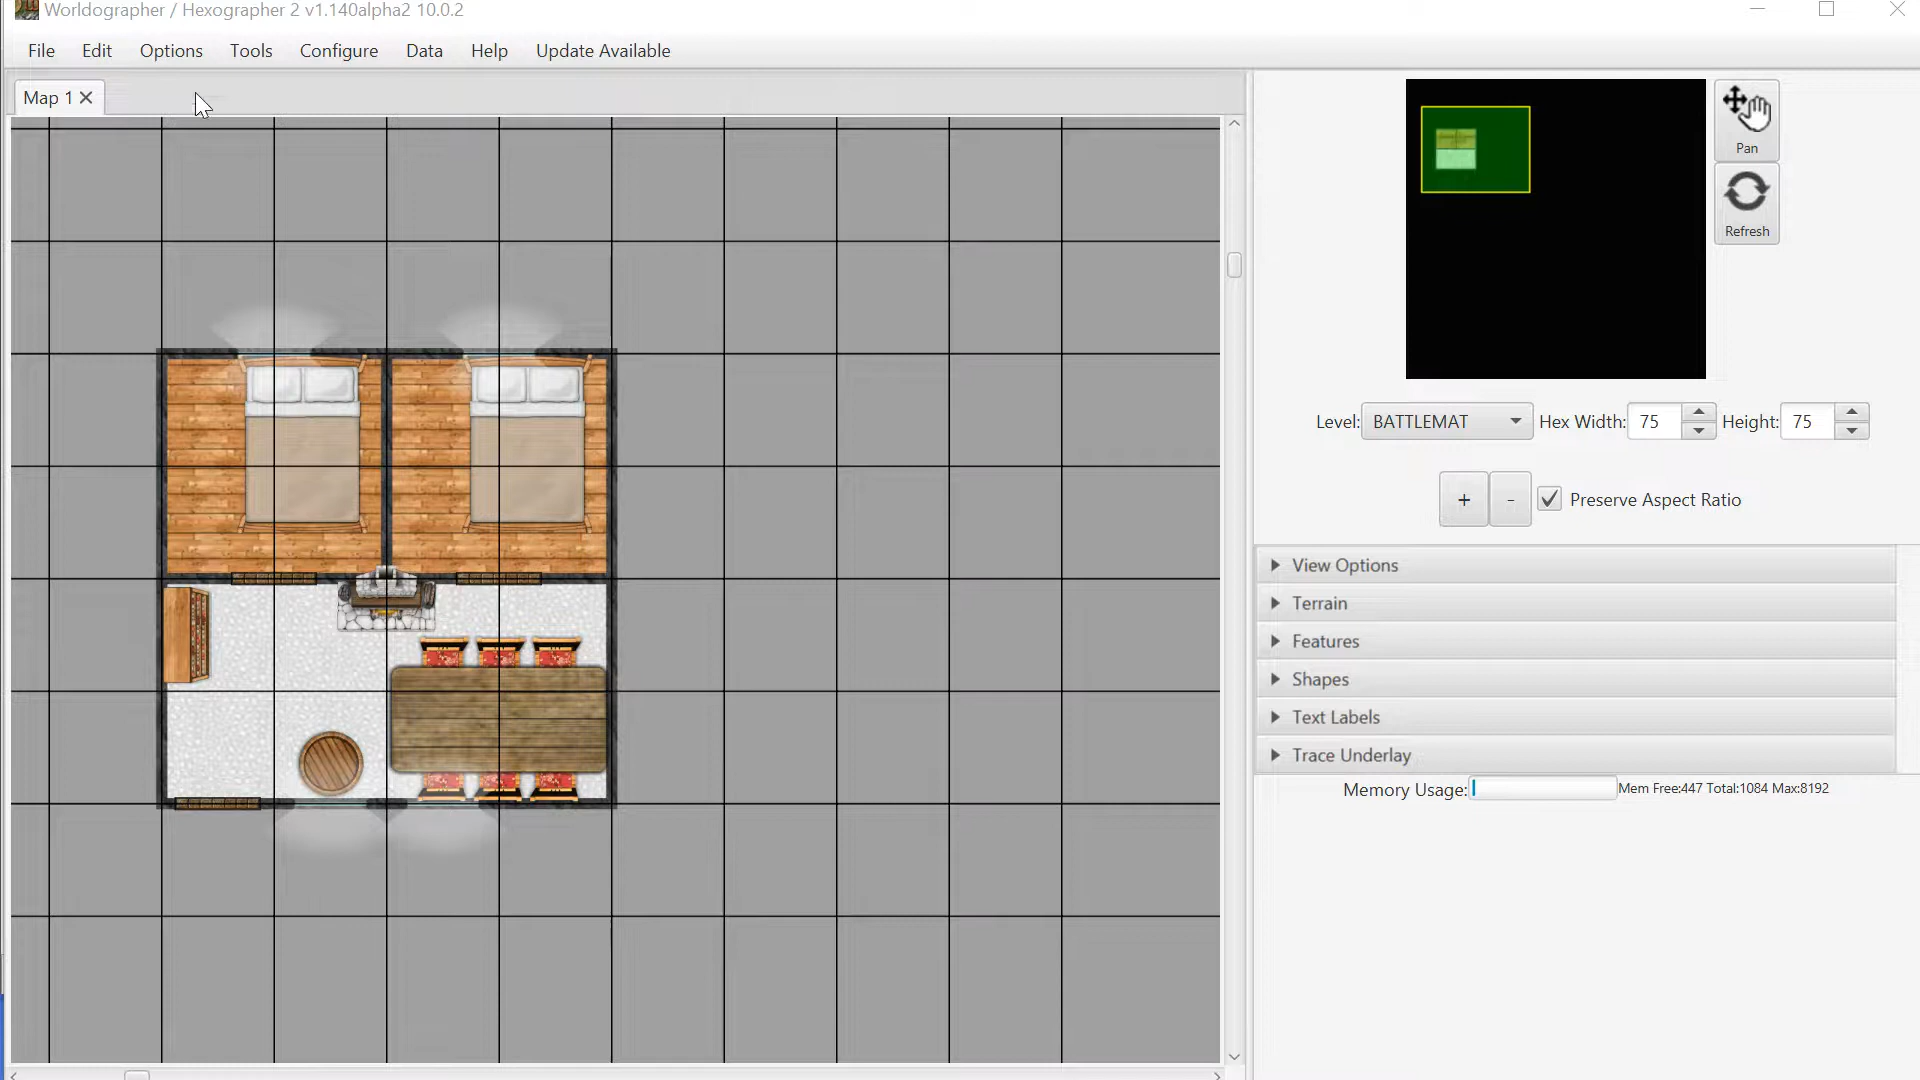 Worldographer / Hexographer 2 v1.140alpha2 10.0.2
File Edit Options Tools Configure Data Help Update Available
Map 1
Pan
Refresh
Level: BATTLEMAT Hex Width: 75 Height: 75
+ - Preserve Aspect Ratio
View Options
Terrain
Features
Shapes
Text Labels
Trace Underlay
Memory Usage: Mem Free:447 Total:1084 Max:8192